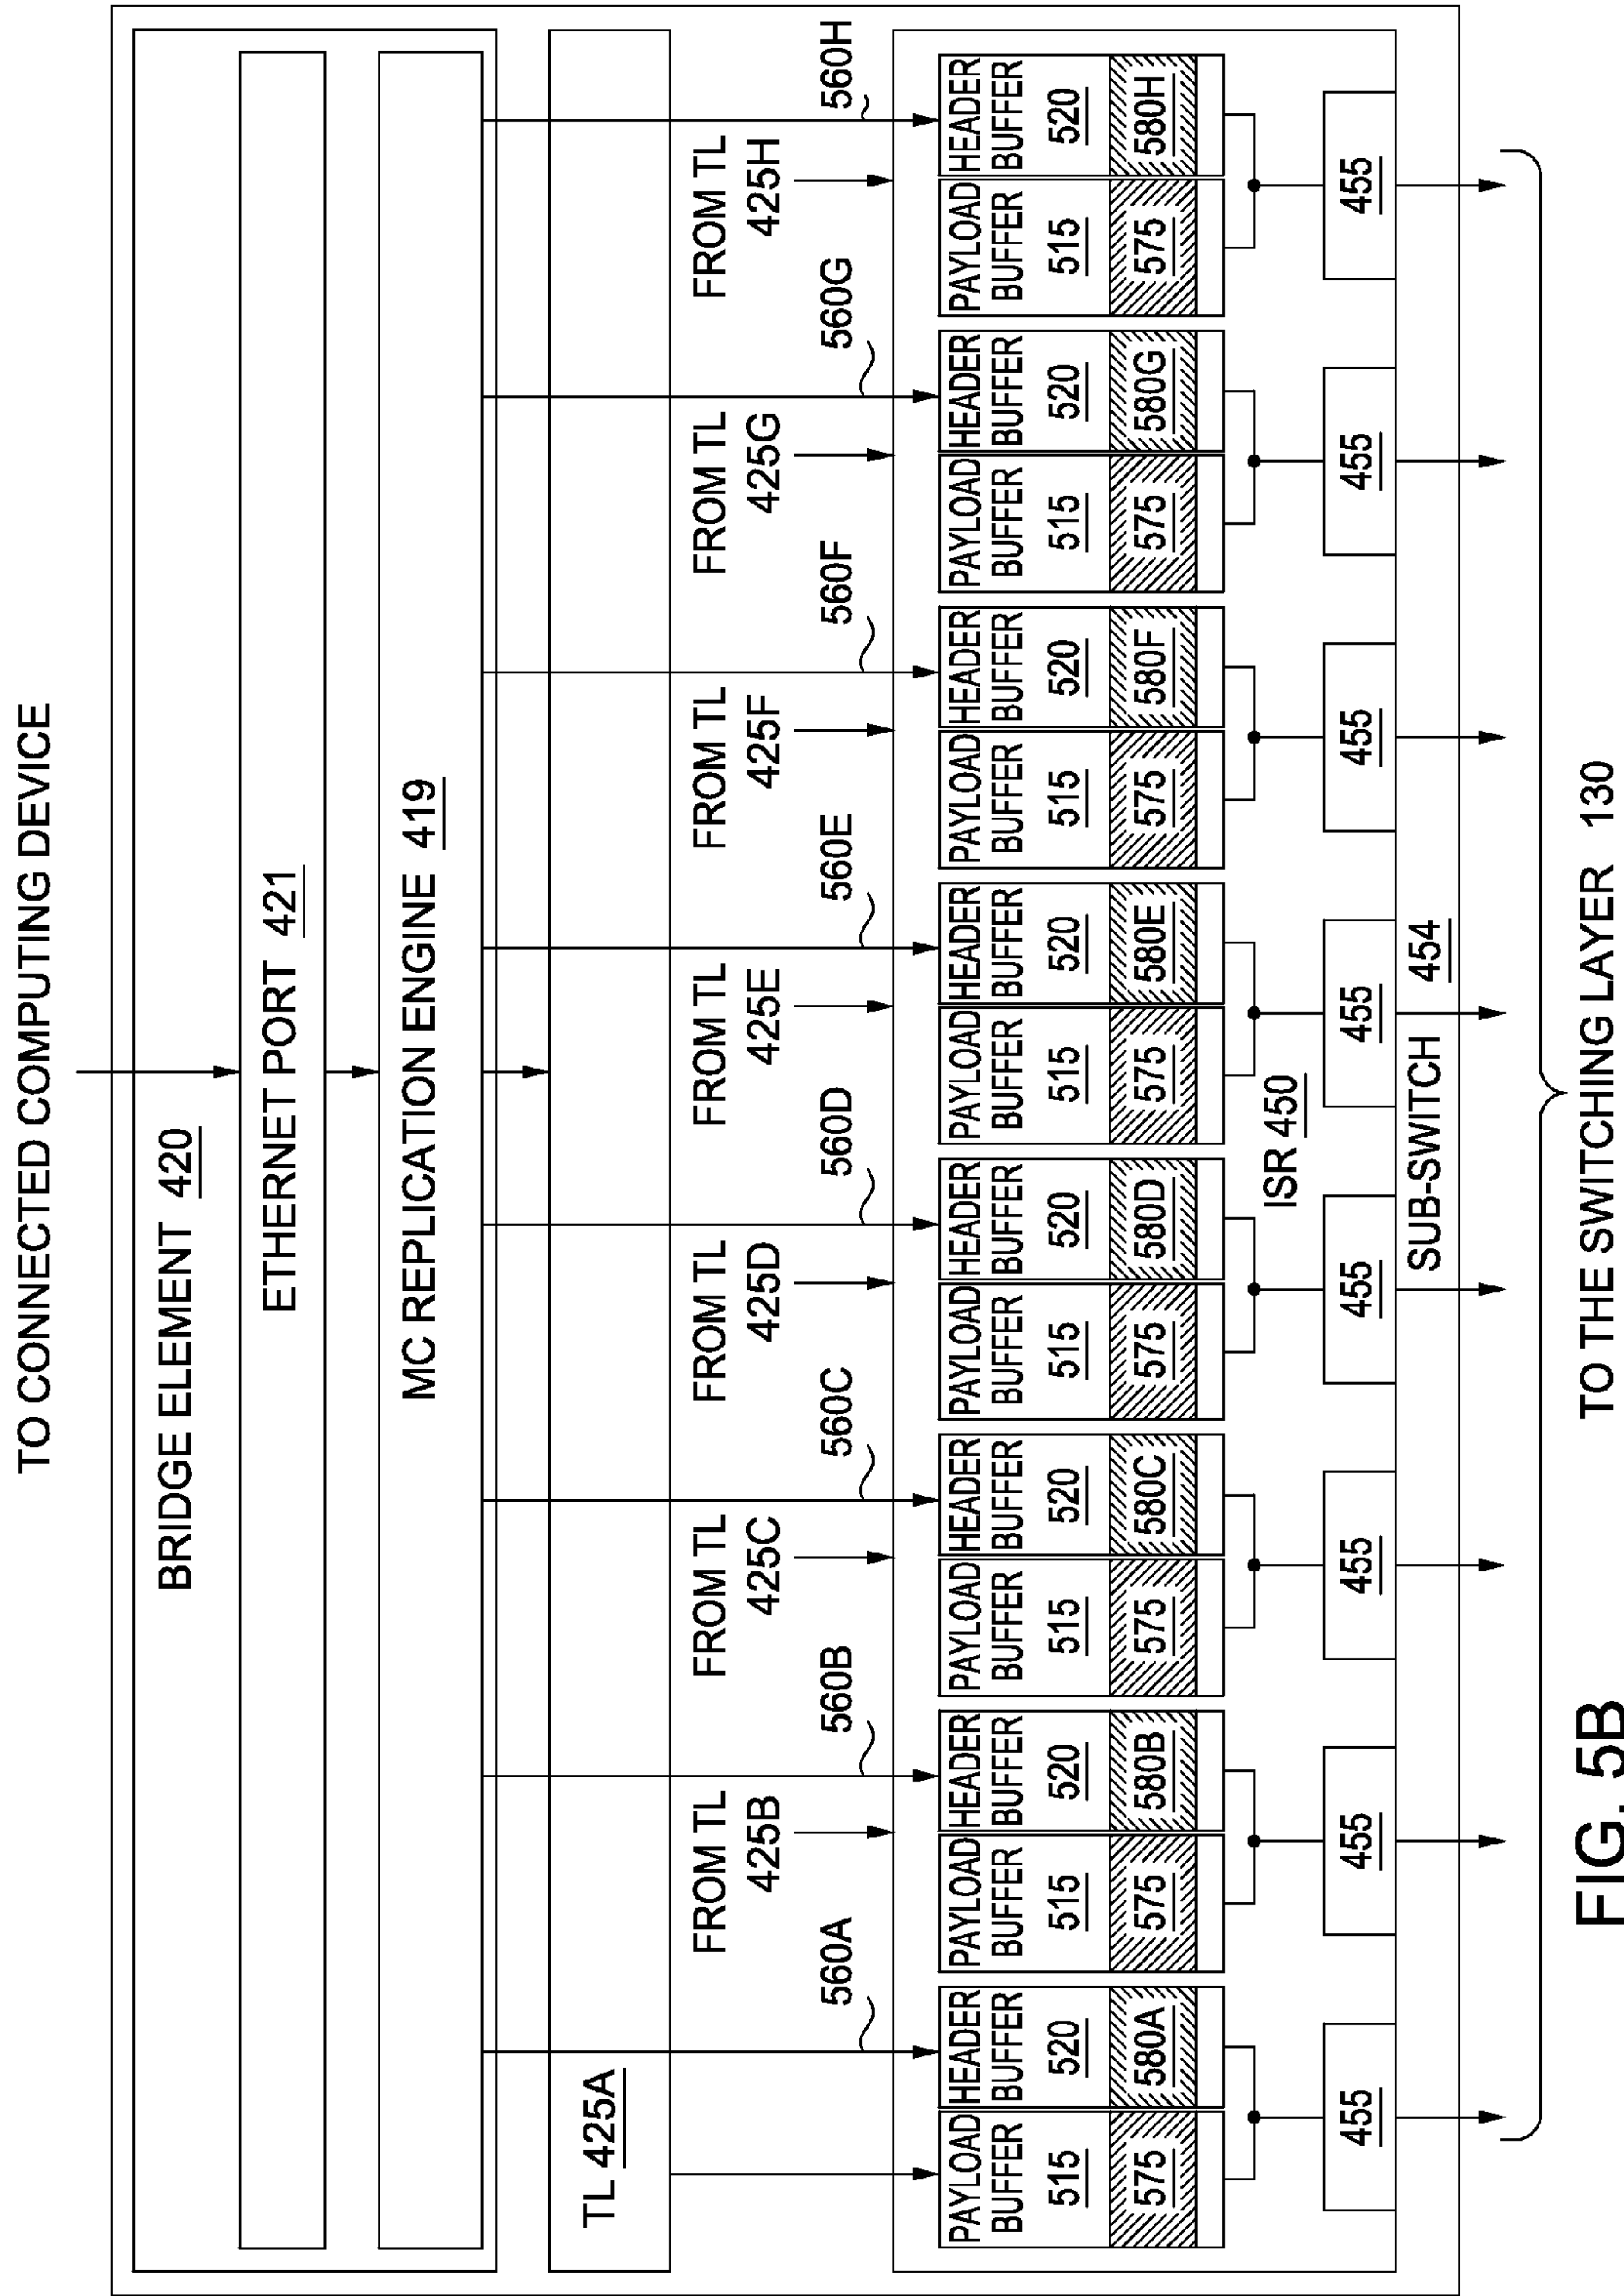 TO CONNECTED COMPUTING DEVICE
BRIDGE ELEMENT 420
ETHERNET PORT 421
MC REPLICATION ENGINE 419
TL 425A
FROM TL
425B
FROM TL
425C
FROM TL
425D
FROM TL
425E
FROM TL
425F
FROM TL
425G
FROM TL
425H
560A
560B
560C
560D
560E
560F
560G
560H
PAYLOAD
BUFFER
515
575
HEADER
BUFFER
520
580A
PAYLOAD
BUFFER
515
575
HEADER
BUFFER
520
580B
PAYLOAD
BUFFER
515
575
HEADER
BUFFER
520
580C
PAYLOAD
BUFFER
515
575
HEADER
BUFFER
520
580D
PAYLOAD
BUFFER
515
575
HEADER
BUFFER
520
580E
PAYLOAD
BUFFER
515
575
HEADER
BUFFER
520
580F
PAYLOAD
BUFFER
515
575
HEADER
BUFFER
520
580G
PAYLOAD
BUFFER
515
575
HEADER
BUFFER
520
580H
ISR 450
455
455
455
455
455
455
455
455
SUB-SWITCH 454
TO THE SWITCHING LAYER 130
FIG. 5B